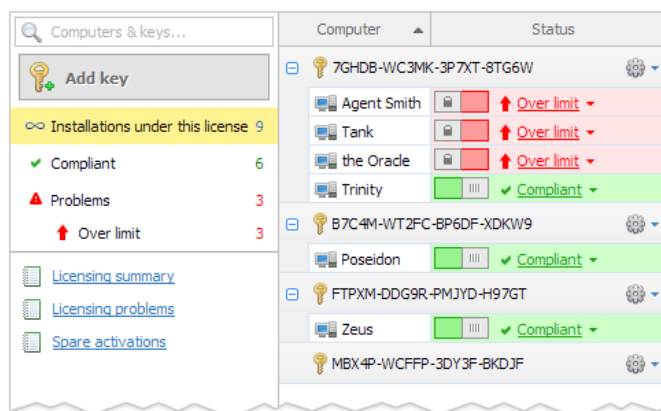 Computers & keys...
Add key
Installations under this license 9
Compliant 6
Problems 3
Over limit 3
Licensing summary
Licensing problems
Spare activations
Computer Status
7GHDB-WC3MK-3P7XT-8TG6W
Agent Smith Over limit
Tank Over limit
the Oracle Over limit
Trinity Compliant
B7C4M-WT2FC-BP6DF-XDKW9
Poseidon Compliant
FTPXM-DDG9R-PMJYD-H97GT
Zeus Compliant
MBX4P-WCFFP-3DY3F-BKDJF